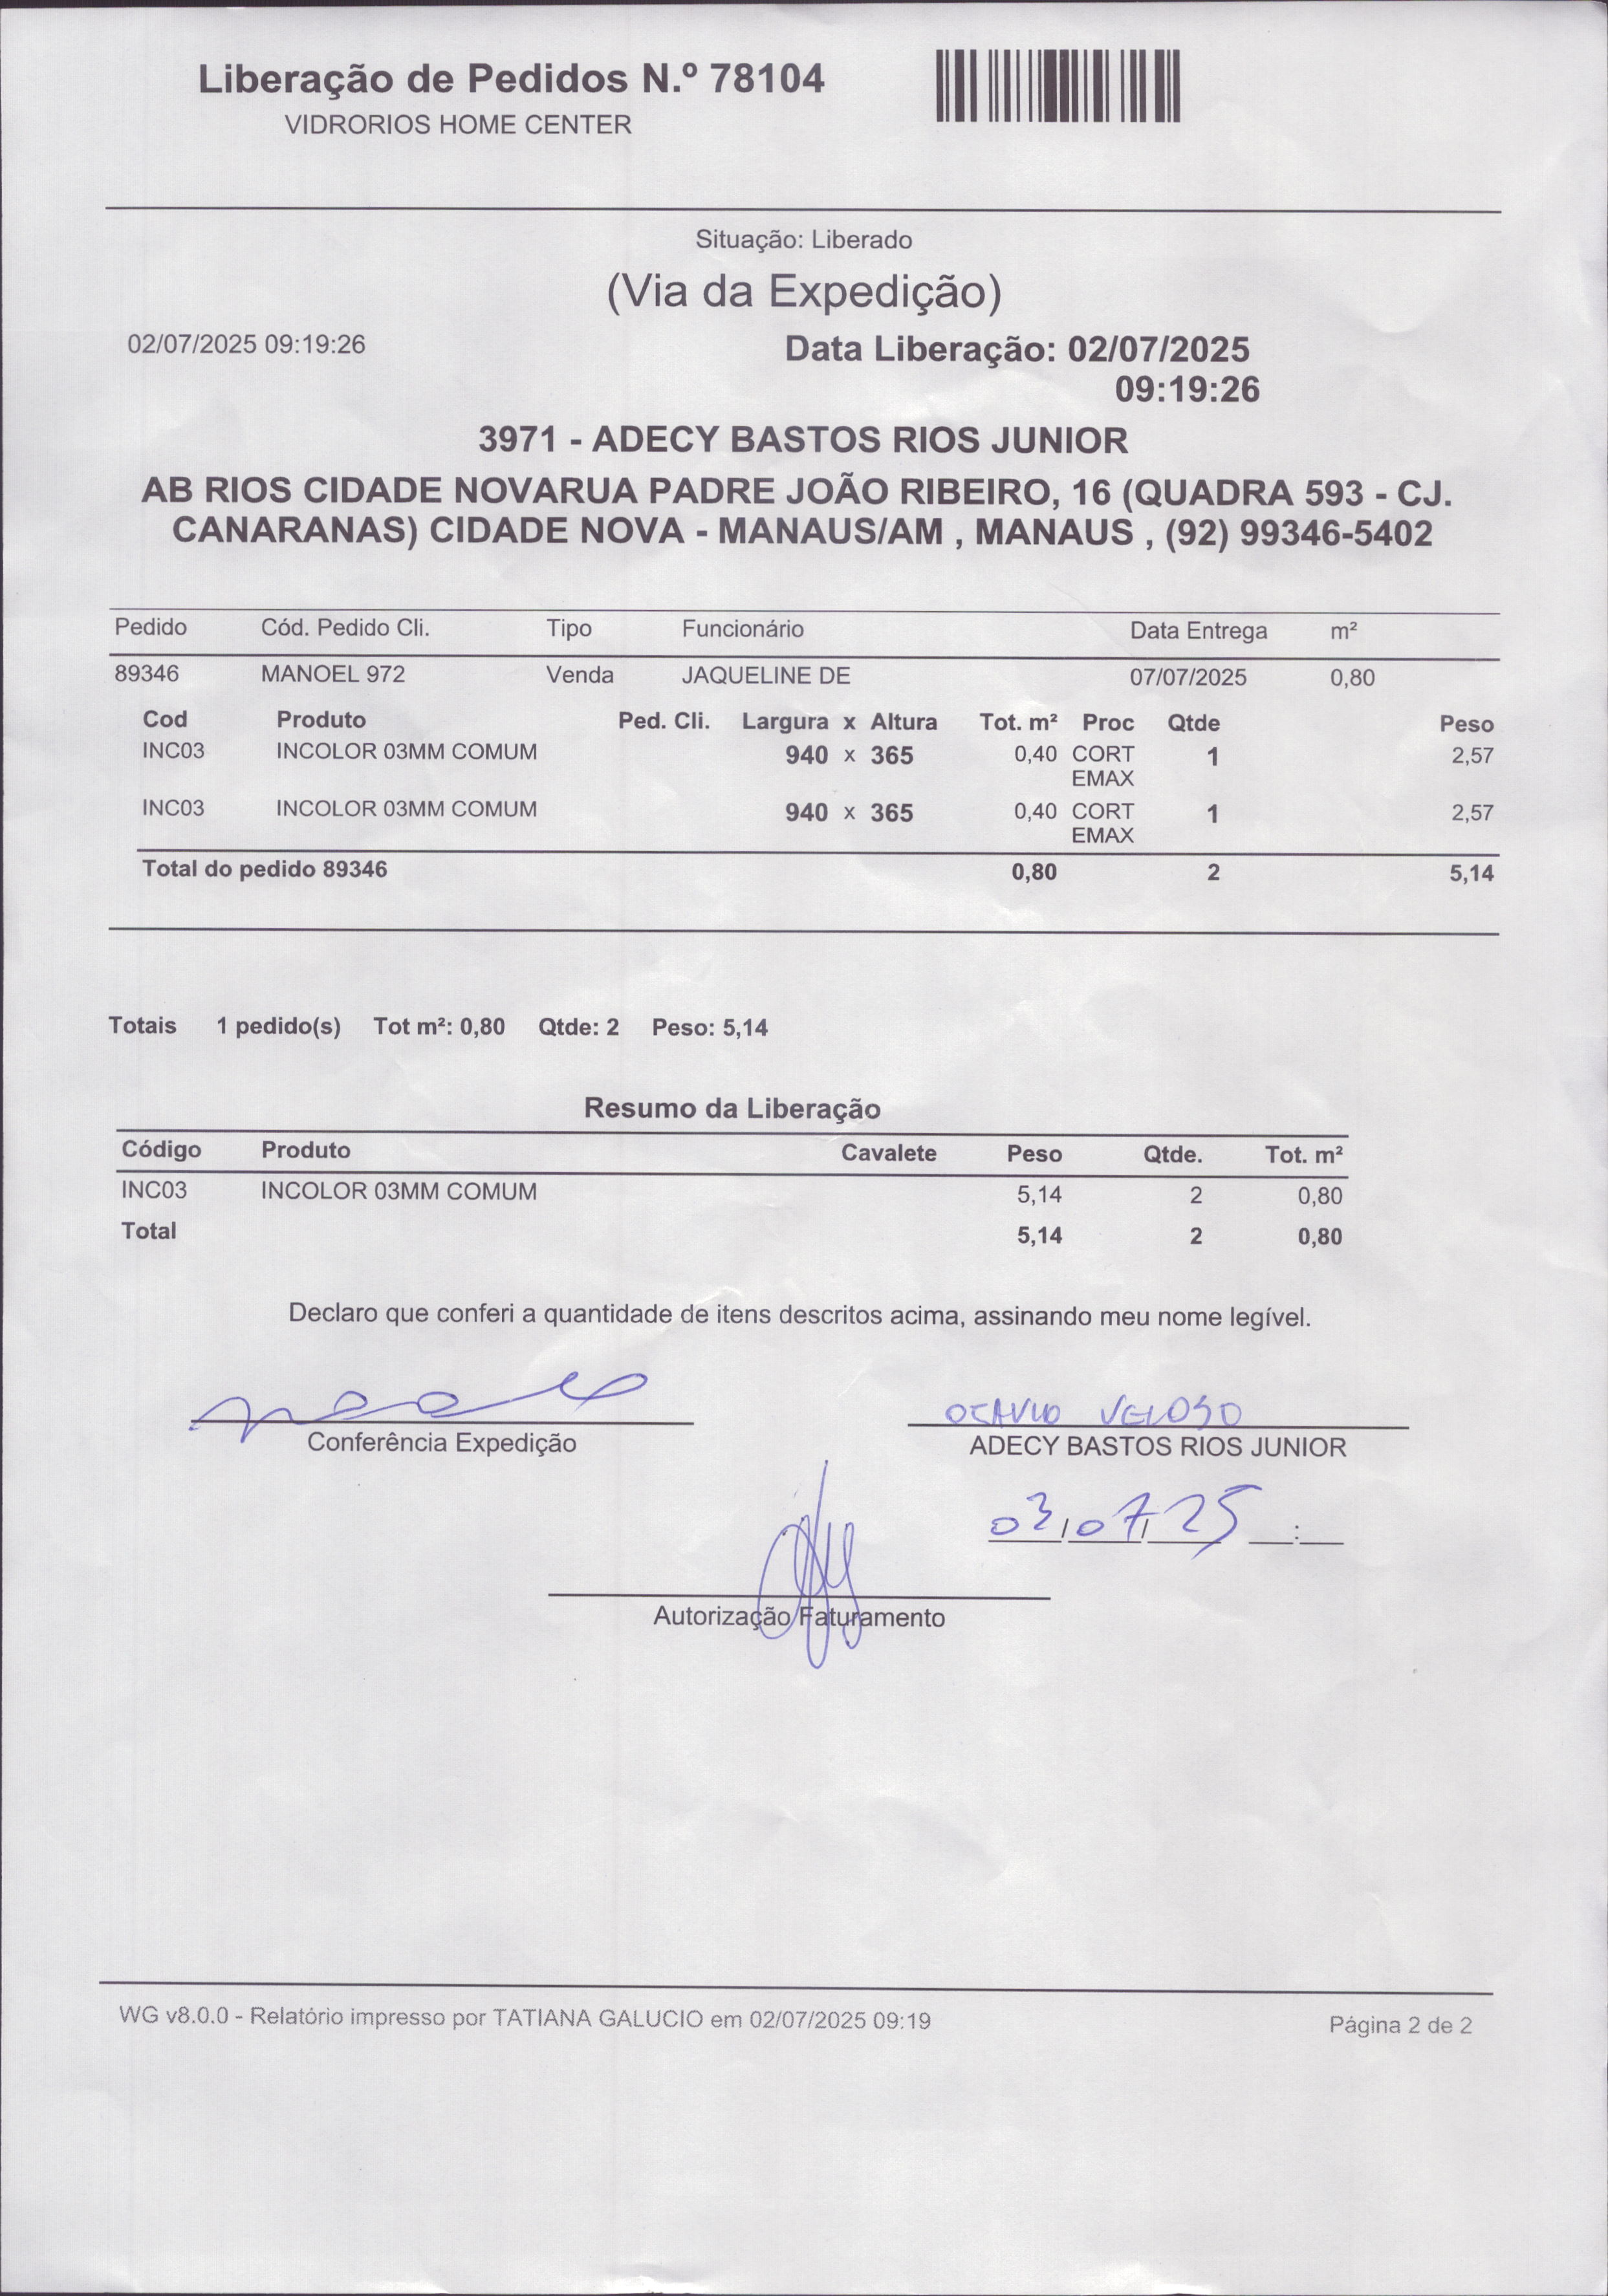 Liberação de Pedidos N.º 78104
VIDRORIOS HOME CENTER
Situação: Liberado
(Via da Expedição)
02/07/2025 09:19:26
Data Liberação: 02/07/2025
09:19:26
3971 - ADECY BASTOS RIOS JUNIOR
AB RIOS CIDADE NOVARUA PADRE JOÃO RIBEIRO, 16 (QUADRA 593 - CJ.
CANARANAS) CIDADE NOVA - MANAUS/AM , MANAUS , (92) 99346-5402
Pedido Cód. Pedido Cli. Tipo Funcionário Data Entrega m²
89346 MANOEL 972 Venda JAQUELINE DE 07/07/2025 0,80
Cod Produto Ped. Cli. Largura x Altura Tot. m² Proc Qtde Peso
INC03 INCOLOR 03MM COMUM 940 x 365 0,40 CORT 1 2,57
EMAX
INC03 INCOLOR 03MM COMUM 940 x 365 0,40 CORT 1 2,57
EMAX
Total do pedido 89346 0,80 2 5,14
Totais 1 pedido(s) Tot m²: 0,80 Qtde: 2 Peso: 5,14
Resumo da Liberação
Código Produto Cavalete Peso Qtde. Tot. m²
INC03 INCOLOR 03MM COMUM 5,14 2 0,80
Total 5,14 2 0,80
Declaro que conferi a quantidade de itens descritos acima, assinando meu nome legível.
OTAVIO VELOSO
Conferência Expedição
ADECY BASTOS RIOS JUNIOR
03/07/25 :
Autorização Faturamento
WG v8.0.0 - Relatório impresso por TATIANA GALUCIO em 02/07/2025 09:19
Página 2 de 2